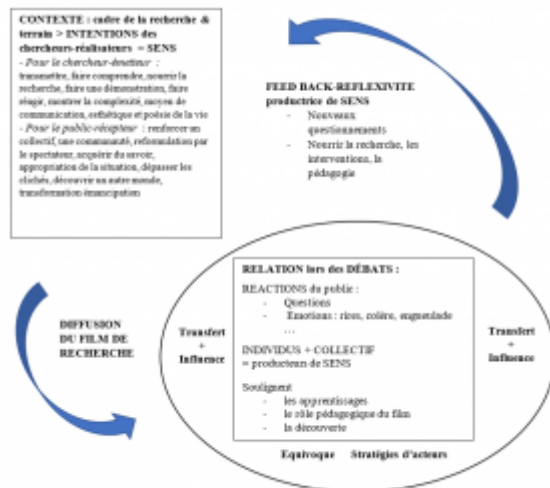 CONTEXTE : cadre de la recherche &
terrain > INTENTIONS des
chercheurs-réalisateurs = SENS
- Pour le chercheur-émetteur :
transmettre, faire comprendre, nourrir la
recherche, faire une démonstration, faire
réagir, montrer la complexité, moyen de
communication, esthétique et poésie de la vie
- Pour le public-récepteur : renforcer un
collectif, une communauté, reformulation par
le spectateur, acquérir du savoir,
appropriation de la situation, dépasser les
clichés, découvrir un autre monde,
transformation émancipation
FEED BACK-REFLEXIVITE
productrice de SENS
- Nouveaux
questionnements
- Nourrir la recherche, les
interventions, la
pédagogie
DIFFUSION
DU FILM DE
RECHERCHE
Transfert
+
Influence
RELATION lors des DÉBATS :
REACTIONS du public :
- Questions
- Emotions : rires, colère, engueulade
…
INDIVIDUS + COLLECTIF
= producteurs de SENS
Soulignent
- les apprentissages
- le rôle pédagogique du film
- la découverte
Transfert
+
Influence
Equivoque Stratégies d'acteurs